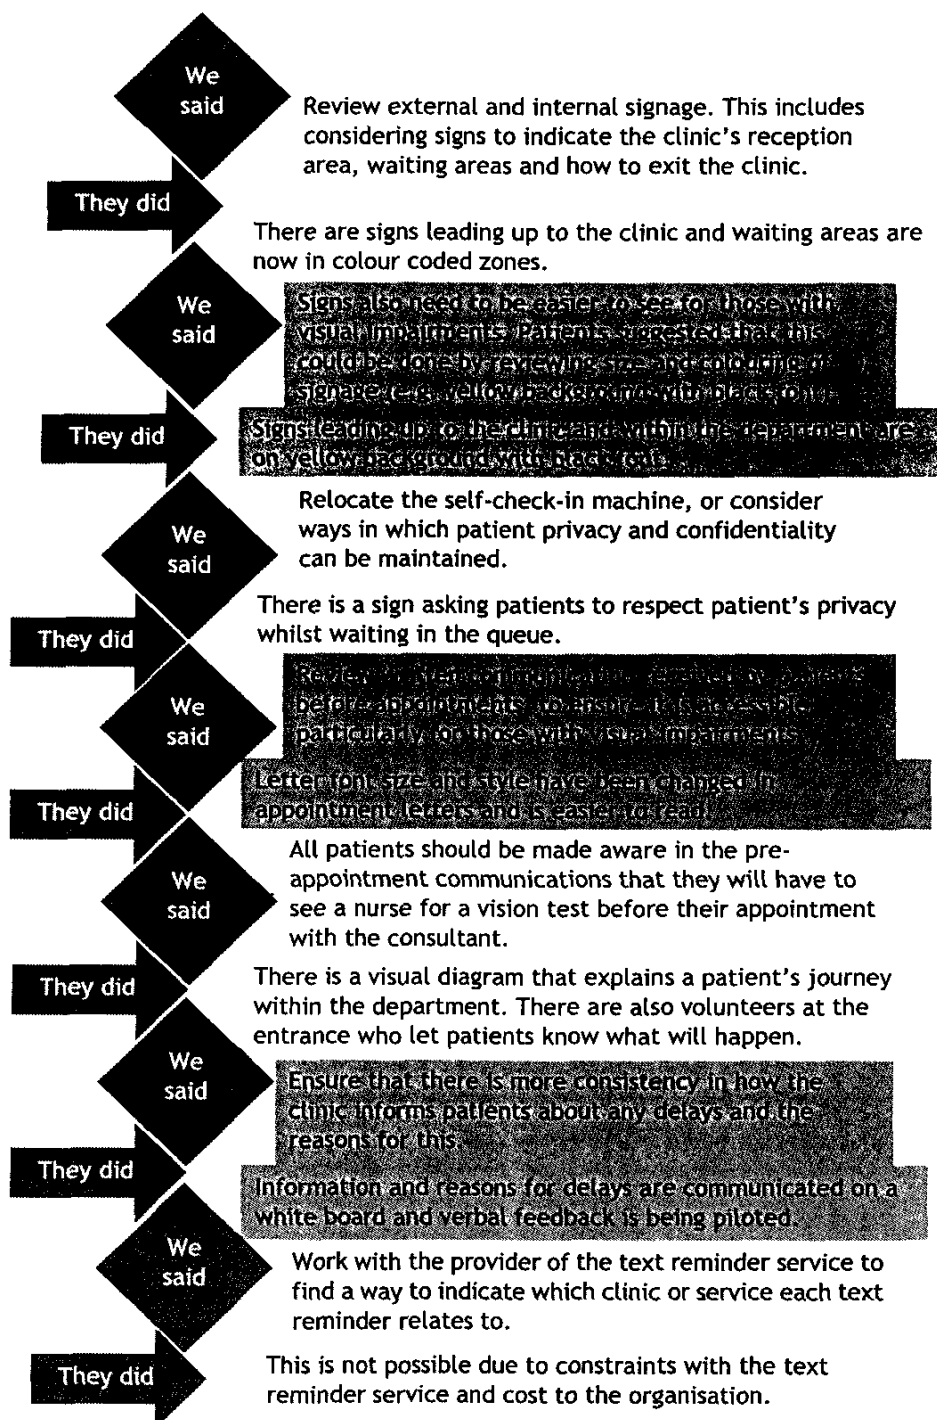 We
said
Review external and internal signage. This includes
considering signs to indicate the clinic's reception
area, waiting areas and how to exit the clinic.
They did
There are signs leading up to the clinic and waiting areas are
now in colour coded zones.
We
said
Signs also need to be easier to see for those with
visual impairments. Patients suggested that this
could be done by reviewing size and colouring of
signage (e.g. yellow background with black font).
They did
Signs leading up to the clinic and within the department are
on yellow background with black font.
We
said
Relocate the self-check-in machine, or consider
ways in which patient privacy and confidentiality
can be maintained.
They did
There is a sign asking patients to respect patient's privacy
whilst waiting in the queue.
We
said
Review written communication received by patients
before appointments, to ensure it is accessible,
particularly for those with visual impairments.
They did
Letter font size and style have been changed in
appointment letters and is easier to read.
We
said
All patients should be made aware in the pre-
appointment communications that they will have to
see a nurse for a vision test before their appointment
with the consultant.
They did
There is a visual diagram that explains a patient's journey
within the department. There are also volunteers at the
entrance who let patients know what will happen.
We
said
Ensure that there is more consistency in how the
clinic informs patients about any delays and the
reasons for this.
They did
Information and reasons for delays are communicated on a
white board and verbal feedback is being piloted.
We
said
Work with the provider of the text reminder service to
find a way to indicate which clinic or service each text
reminder relates to.
They did
This is not possible due to constraints with the text
reminder service and cost to the organisation.